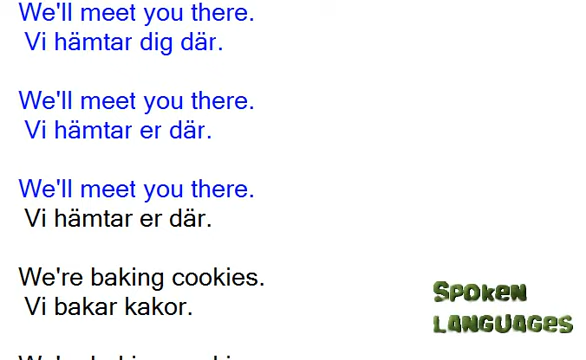 We'll meet you there.
Vi hämtar dig där.
We'll meet you there.
Vi hämtar er där.
We'll meet you there.
Vi hämtar er där.
We're baking cookies.
Vi bakar kakor.
Spoken
Languages